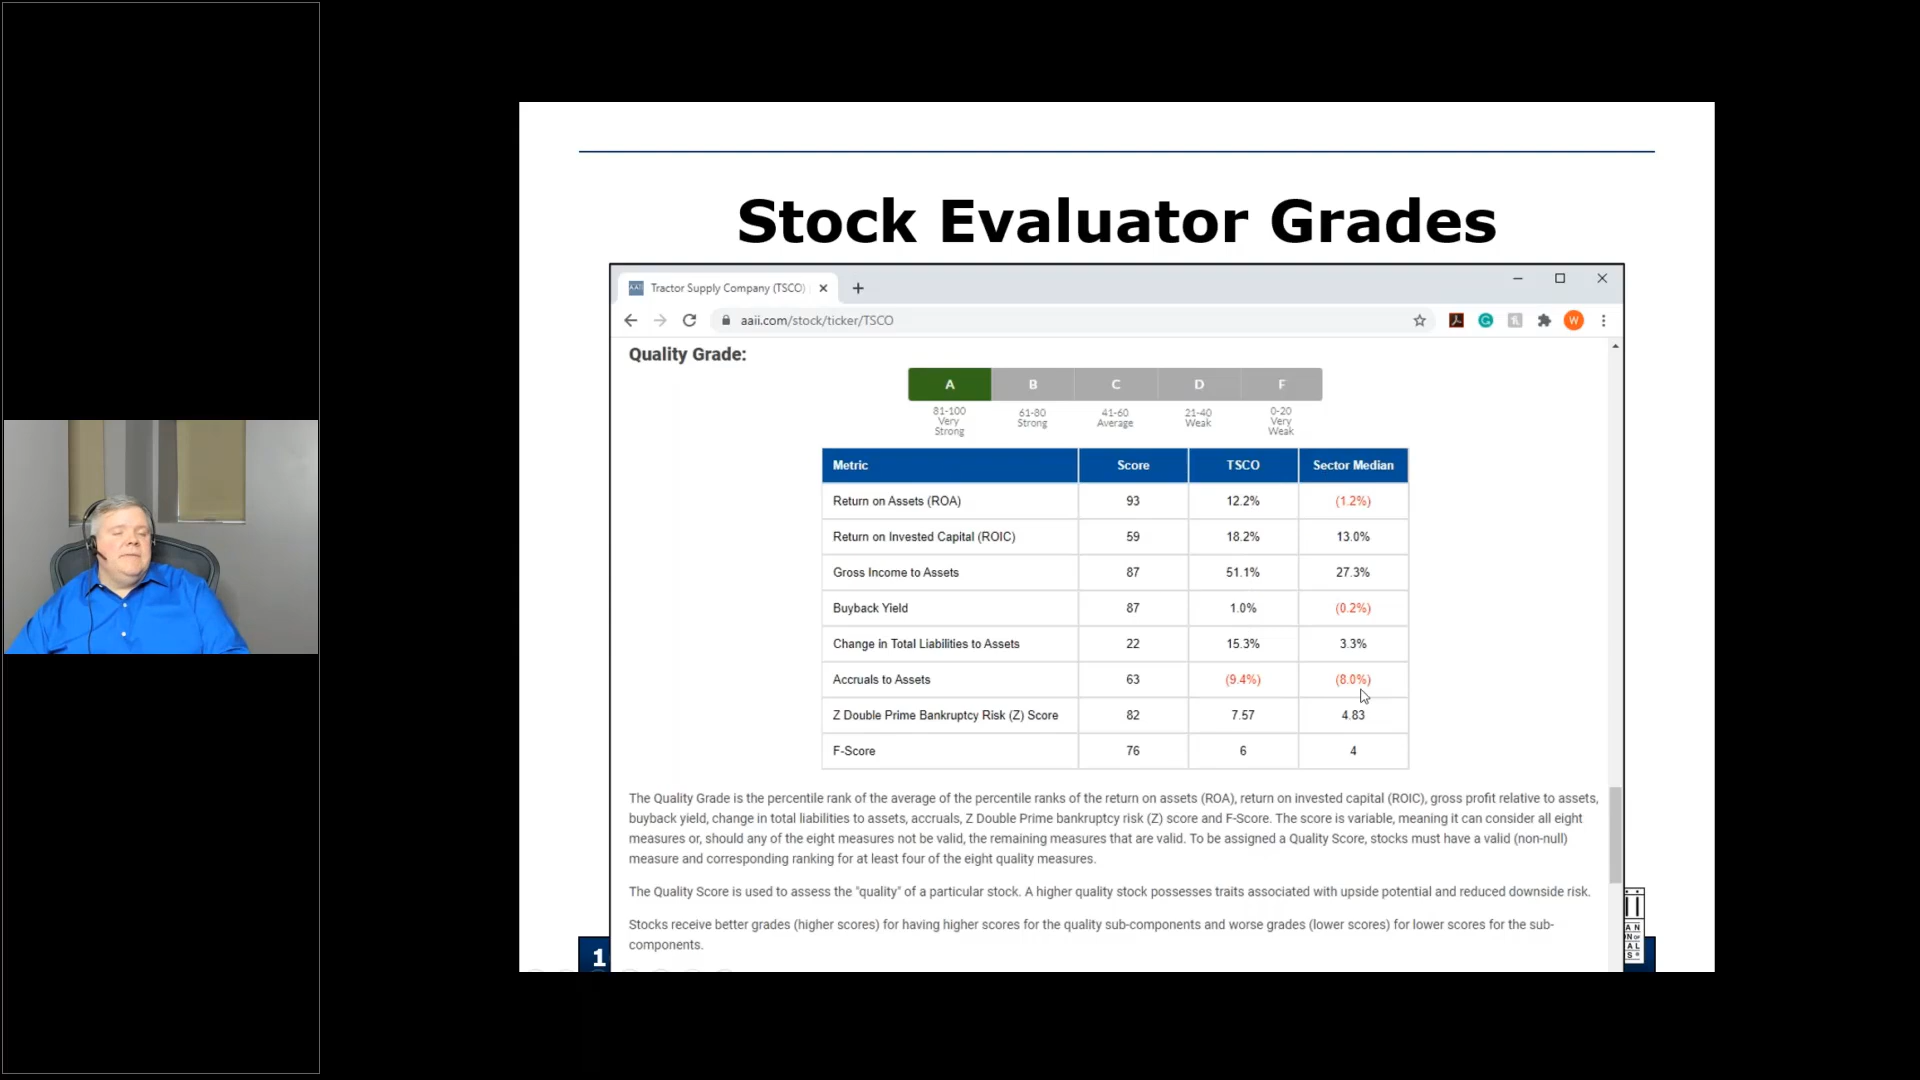 Stock Evaluator Grades
Tractor Supply Company (TSCO)
aaii.com/stock/ticker/TSCO
W
Quality Grade:
A B C D F
81-100 Very Strong
61-80 Strong
41-60 Average
21-40 Weak
0-20 Very Weak
Metric Score TSCO Sector Median
Return on Assets (ROA) 93 12.2% (1.2%)
Return on Invested Capital (ROIC) 59 18.2% 13.0%
Gross Income to Assets 87 51.1% 27.3%
Buyback Yield 87 1.0% (0.2%)
Change in Total Liabilities to Assets 22 15.3% 3.3%
Accruals to Assets 63 (9.4%) (8.0%)
Z Double Prime Bankruptcy Risk (Z) Score 82 7.57 4.83
F-Score 76 6 4
The Quality Grade is the percentile rank of the average of the percentile ranks of the return on assets (ROA), return on invested capital (ROIC), gross profit relative to assets,
buyback yield, change in total liabilities to assets, accruals, Z Double Prime bankruptcy risk (Z) score and F-Score. The score is variable, meaning it can consider all eight
measures or, should any of the eight measures not be valid, the remaining measures that are valid. To be assigned a Quality Score, stocks must have a valid (non-null)
measure and corresponding ranking for at least four of the eight quality measures.
The Quality Score is used to assess the "quality" of a particular stock. A higher quality stock possesses traits associated with upside potential and reduced downside risk.
Stocks receive better grades (higher scores) for having higher scores for the quality sub-components and worse grades (lower scores) for lower scores for the sub-
components.
1